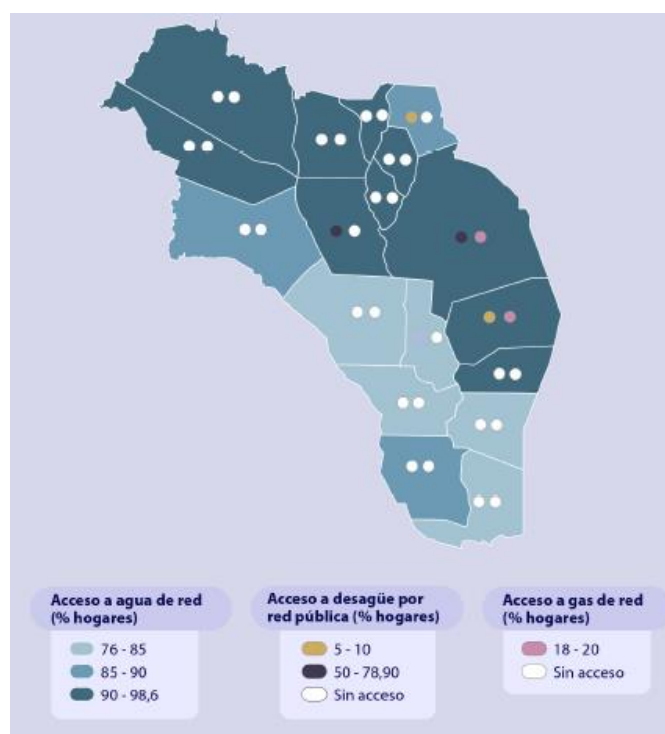 Acceso a agua de red
(% hogares)
76 - 85
85 - 90
90 - 98,6
Acceso a desagüe por
red pública (% hogares)
5 - 10
50 - 78,90
Sin acceso
Acceso a gas de red
(% hogares)
18 - 20
Sin acceso